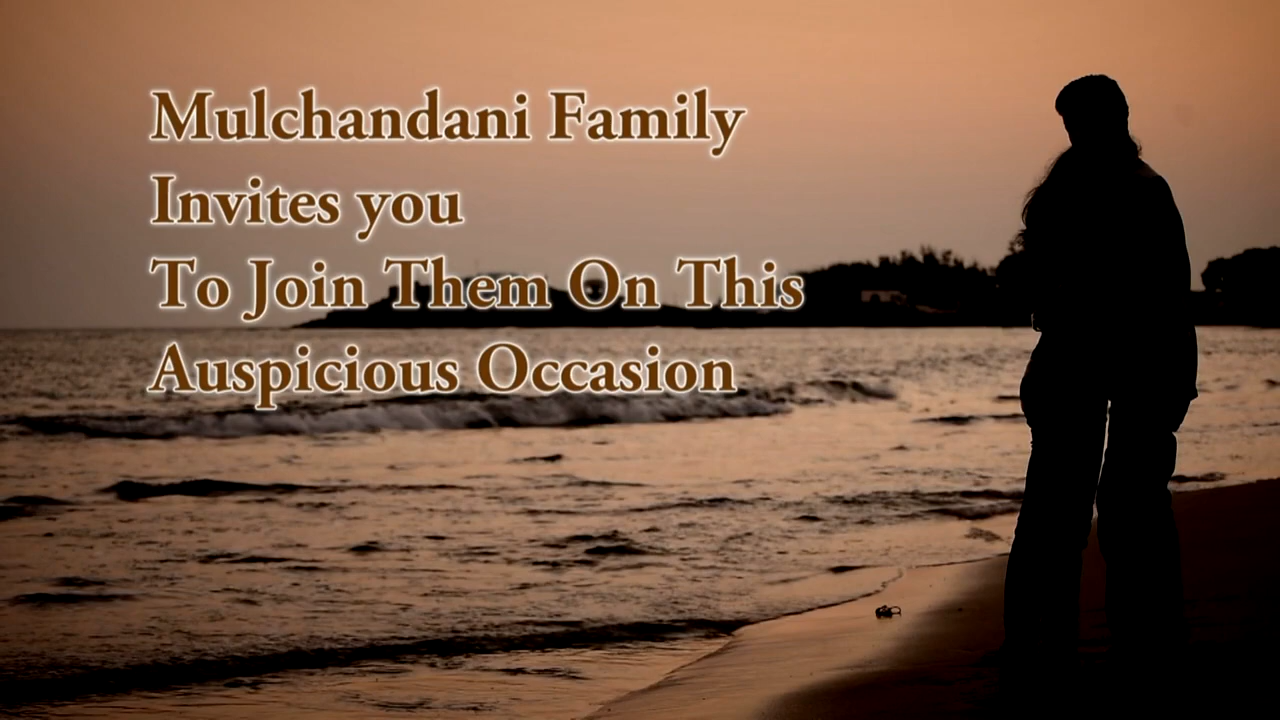 Mulchandani Family
Invites you
To Join Them On This
Auspicious Occasion